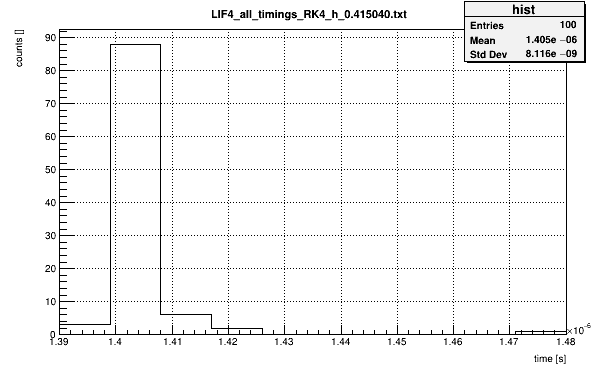 LIF4_all_timings_RK4_h_0.415040.txt
hist
Entries 100
Mean 1.405e −06
Std Dev 8.116e −09
counts []
90
80
70
60
50
40
30
20
10
0
1.39 1.4 1.41 1.42 1.43 1.44 1.45 1.46 1.47 1.48
×10⁻⁶
time [s]